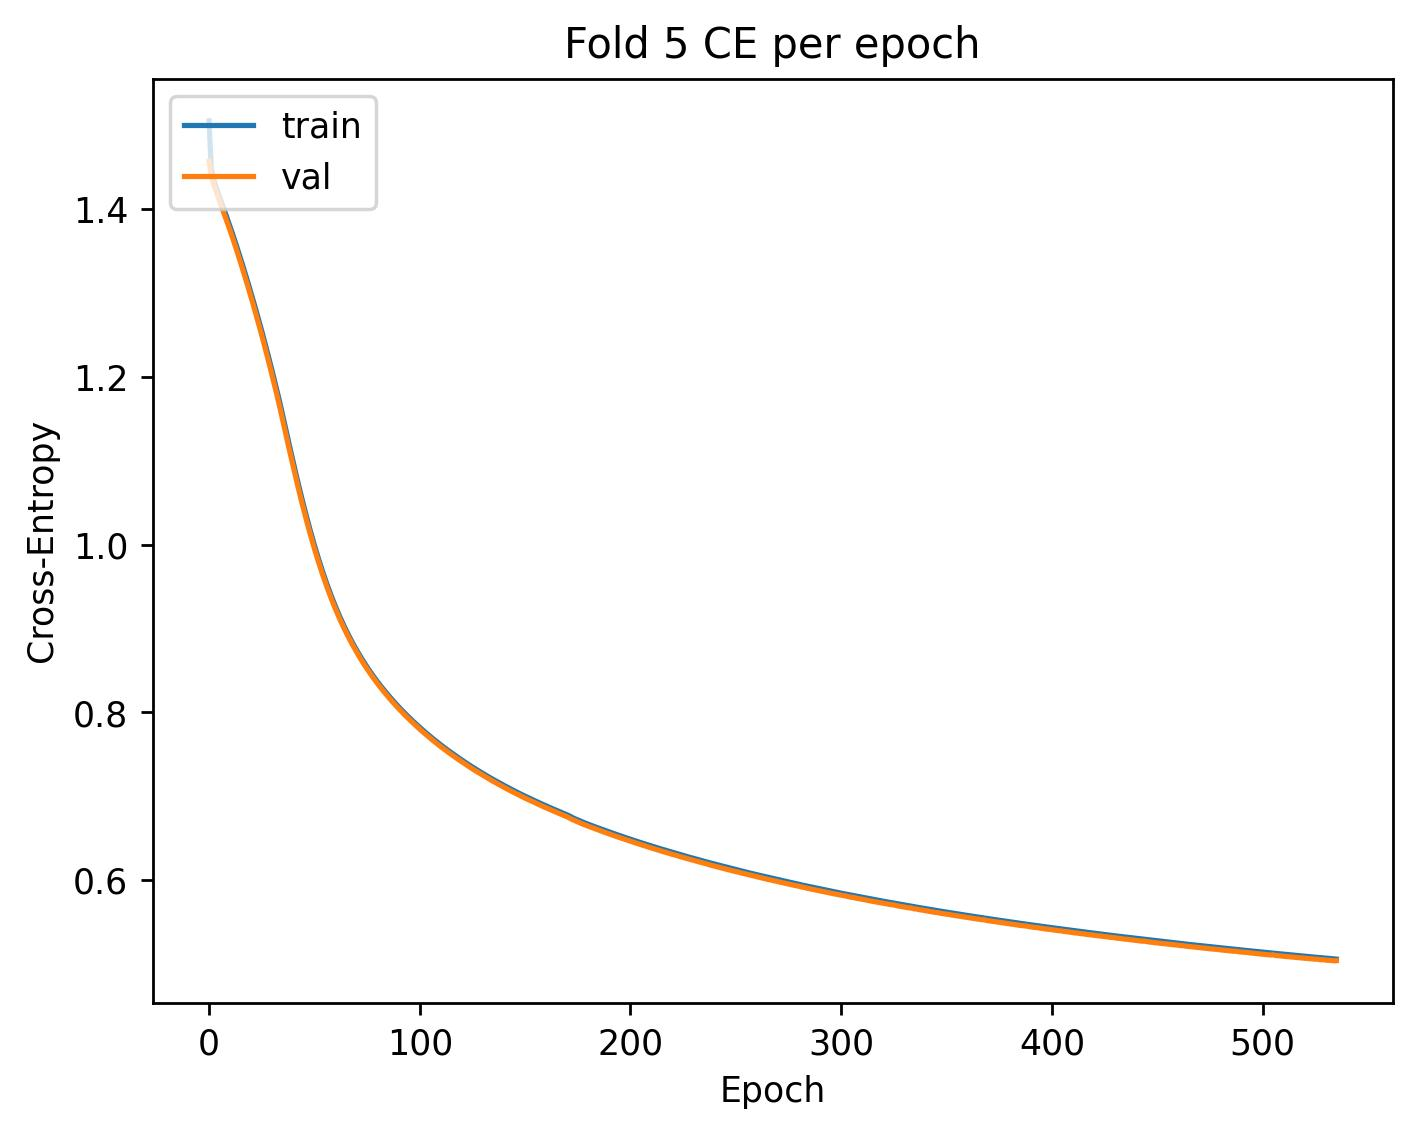 Fold 5 CE per epoch
train
val
1.4
1.2
1.0
0.8
0.6
Cross-Entropy
0 100 200 300 400 500
Epoch